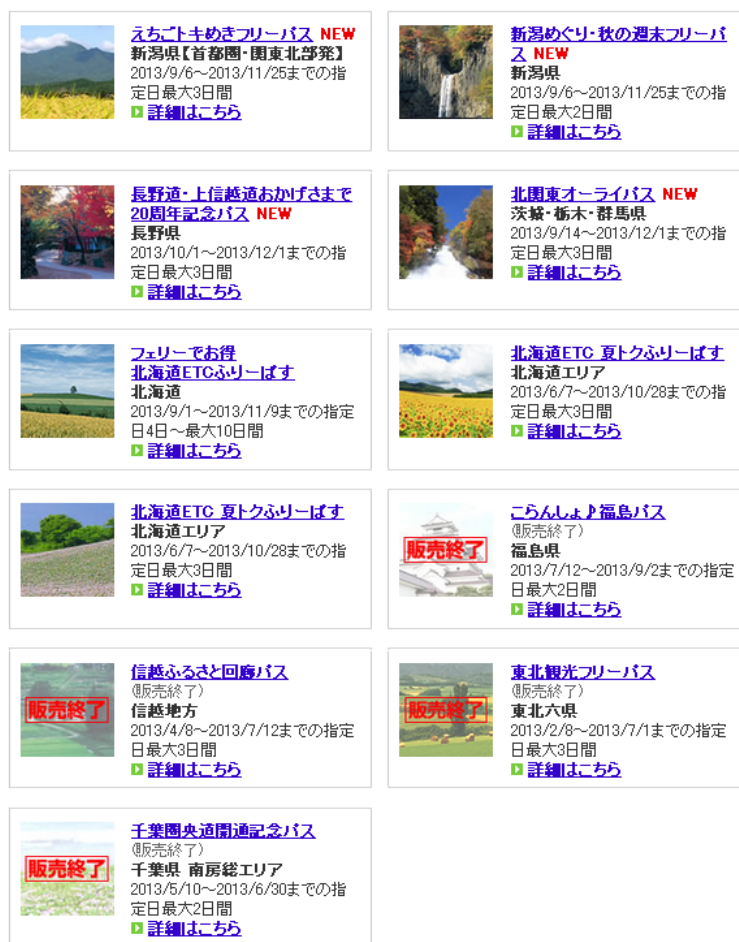 えちごトキめきフリーパス NEW
新潟県【首都圏・関東北部発】
2013/9/6～2013/11/25までの指
定日最大3日間
詳細はこちら
新潟めぐり・秋の週末フリーパ
ス NEW
新潟県
2013/9/6～2013/11/25までの指
定日最大2日間
詳細はこちら
長野道・上信越道おかげさまで
20周年記念パス NEW
長野県
2013/10/1～2013/12/1までの指
定日最大3日間
詳細はこちら
北関東オーライパス NEW
茨城・栃木・群馬県
2013/9/14～2013/12/1までの指
定日最大3日間
詳細はこちら
フェリーでお得
北海道ETCふりーぱす
北海道
2013/9/1～2013/11/9までの指定
日4日～最大10日間
詳細はこちら
北海道ETC 夏トクふりーぱす
北海道エリア
2013/6/7～2013/10/28までの指
定日最大3日間
詳細はこちら
北海道ETC 夏トクふりーぱす
北海道エリア
2013/6/7～2013/10/28までの指
定日最大3日間
詳細はこちら
販売終了
こらんしょ♪福島パス
(販売終了)
福島県
2013/7/12～2013/9/2までの指定
日最大2日間
詳細はこちら
販売終了
信越ふるさと回廊パス
(販売終了)
信越地方
2013/4/8～2013/7/12までの指定
日最大3日間
詳細はこちら
販売終了
東北観光フリーパス
(販売終了)
東北六県
2013/2/8～2013/7/1までの指定
日最大3日間
詳細はこちら
販売終了
千葉圏央道開通記念パス
(販売終了)
千葉県 南房総エリア
2013/5/10～2013/6/30までの指
定日最大2日間
詳細はこちら